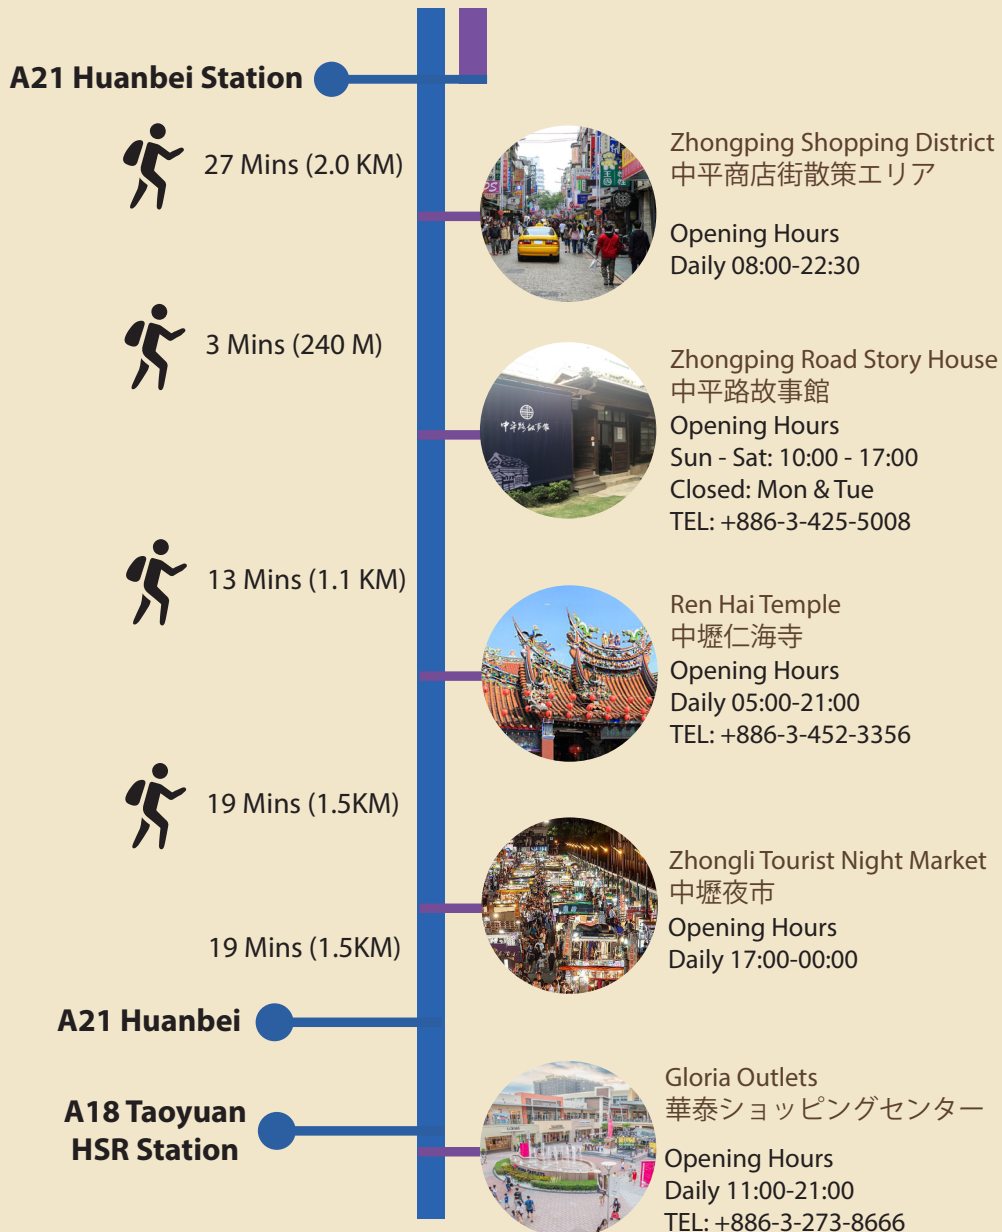 A21 Huanbei Station
27 Mins (2.0 KM)
Zhongping Shopping District
中平商店街散策エリア
Opening Hours
Daily 08:00-22:30
3 Mins (240 M)
Zhongping Road Story House
中平路故事館
Opening Hours
Sun - Sat: 10:00 - 17:00
Closed: Mon & Tue
TEL: +886-3-425-5008
中平路故事館
13 Mins (1.1 KM)
Ren Hai Temple
中壢仁海寺
Opening Hours
Daily 05:00-21:00
TEL: +886-3-452-3356
19 Mins (1.5KM)
Zhongli Tourist Night Market
中壢夜市
Opening Hours
Daily 17:00-00:00
19 Mins (1.5KM)
A21 Huanbei
A18 Taoyuan
HSR Station
Gloria Outlets
華泰ショッピングセンター
Opening Hours
Daily 11:00-21:00
TEL: +886-3-273-8666